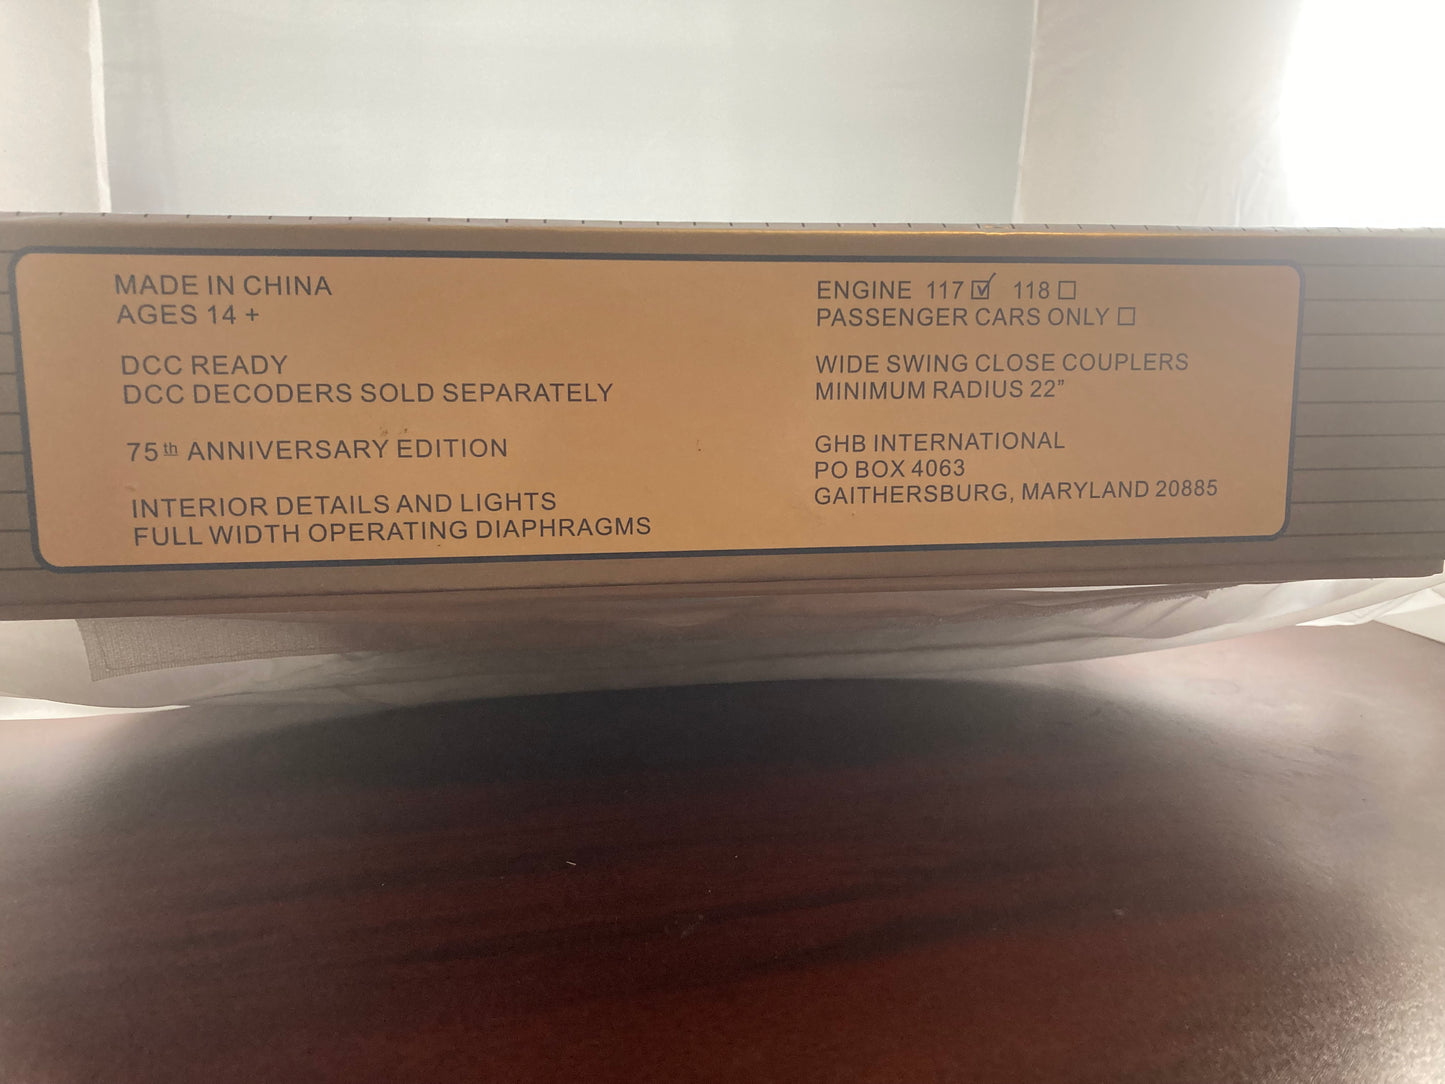 MADE IN CHINA
AGES 14 +
DCC READY
DCC DECODERS SOLD SEPARATELY
75th ANNIVERSARY EDITION
INTERIOR DETAILS AND LIGHTS
FULL WIDTH OPERATING DIAPHRAGMS
ENGINE 117 ☑ 118 ☐
PASSENGER CARS ONLY ☐
WIDE SWING CLOSE COUPLERS
MINIMUM RADIUS 22”
GHB INTERNATIONAL
PO BOX 4063
GAITHERSBURG, MARYLAND 20885